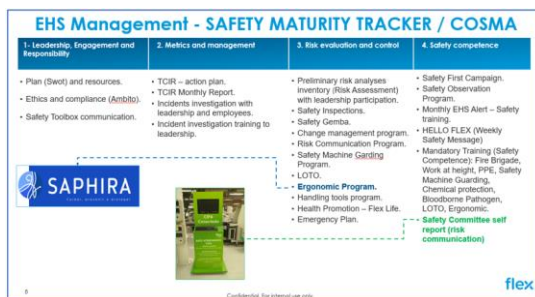 EHS Management - SAFETY MATURITY TRACKER / COSMA
1- Leadership, Engagement and
Responsibility
• Plan (Swot) and resources.
• Ethics and compliance (Ambito).
• Safety Toolbox communication.
2. Metrics and management
• TCIR – action plan.
• TCIR Monthly Report.
• Incidents investigation with
leadership and employees.
• Incident investigation training to
leadership.
3. Risk evaluation and control
• Preliminary risk analyses
inventory (Risk Assessment)
with leadership participation.
• Safety Inspections.
• Safety Gemba.
• Change management program.
• Risk Communication Program.
• Safety Machine Garding
Program.
• LOTO.
• Ergonomic Program.
• Handling tools program.
• Health Promotion – Flex Life.
• Emergency Plan.
4. Safety competence
• Safety First Campaign.
• Safety Observation
Program.
• Monthly EHS Alert – Safety
training.
• HELLO FLEX (Weekly
Safety Message)
• Mandatory Training (Safety
Competence): Fire Brigade,
Work at height, PPE, Safety
Machine Guarding,
Chemical protection,
Bloodborne Pathogen,
LOTO, Ergonomic.
• Safety Committee self
report (risk
communication)
SAPHIRA
flex
Confidential. For internal use only.